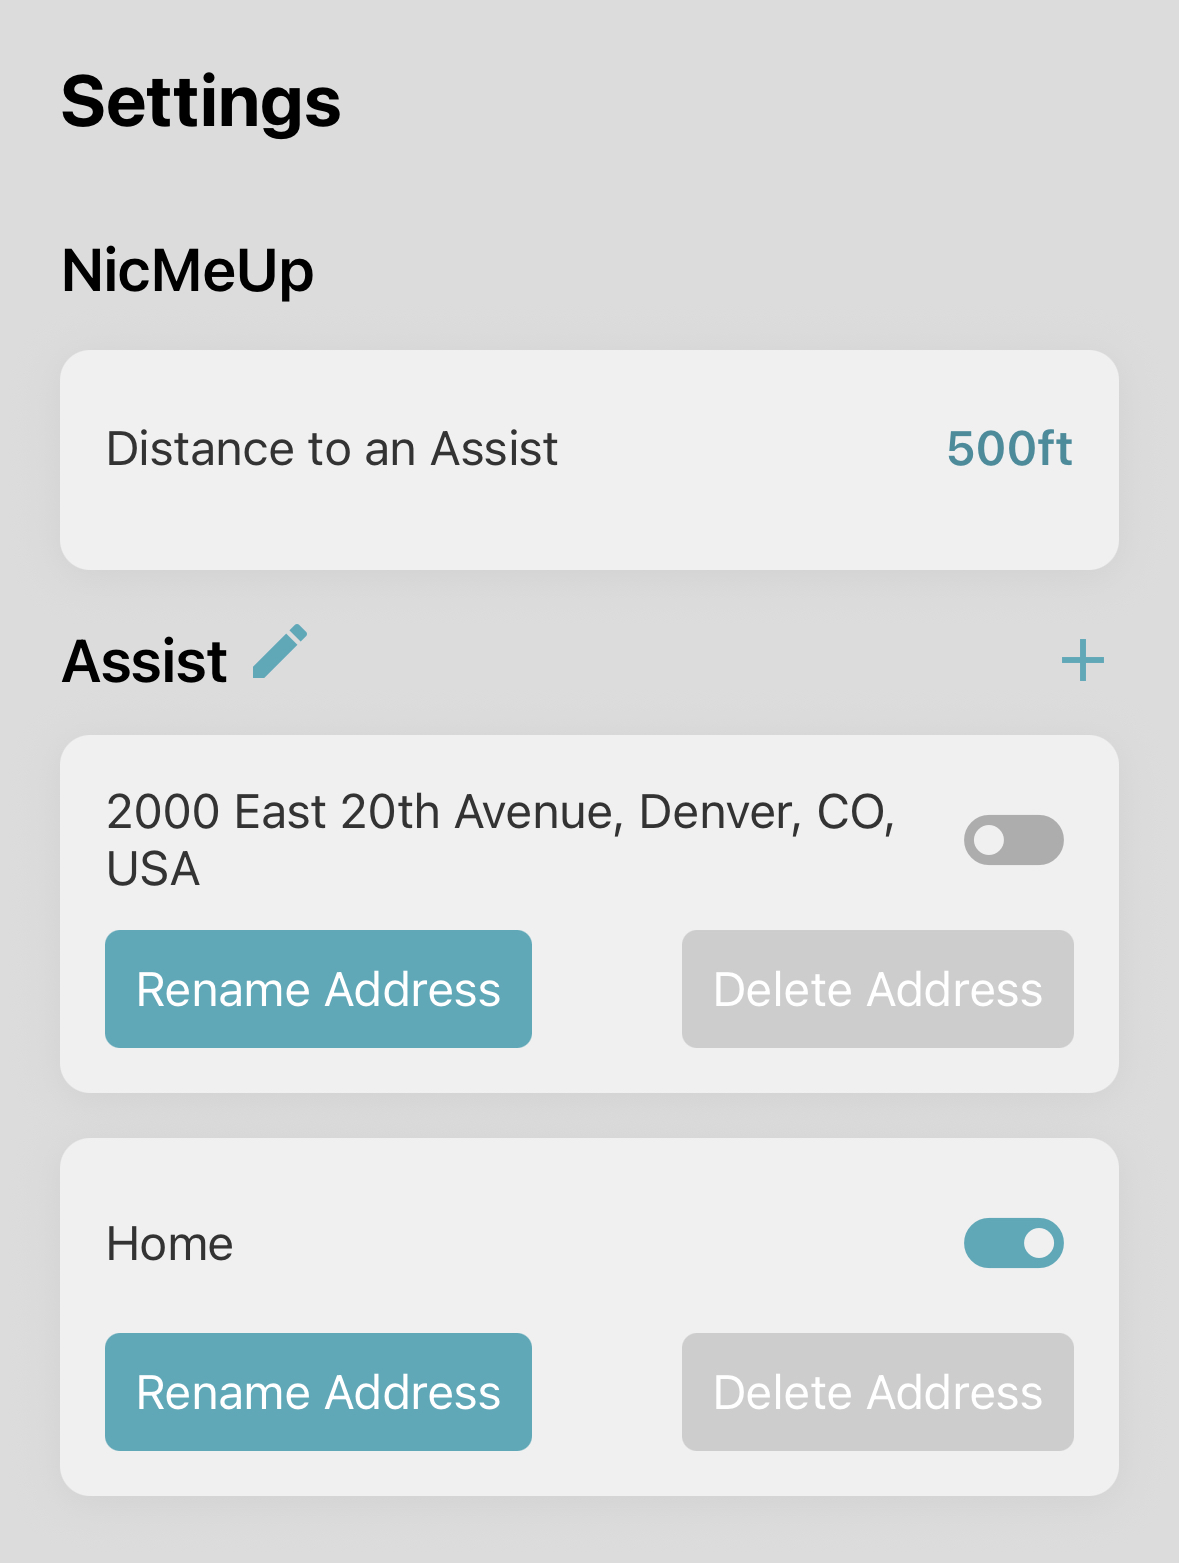 Settings
NicMeUp
Distance to an Assist 500ft
Assist
2000 East 20th Avenue, Denver, CO,
USA
Rename Address Delete Address
Home
Rename Address Delete Address